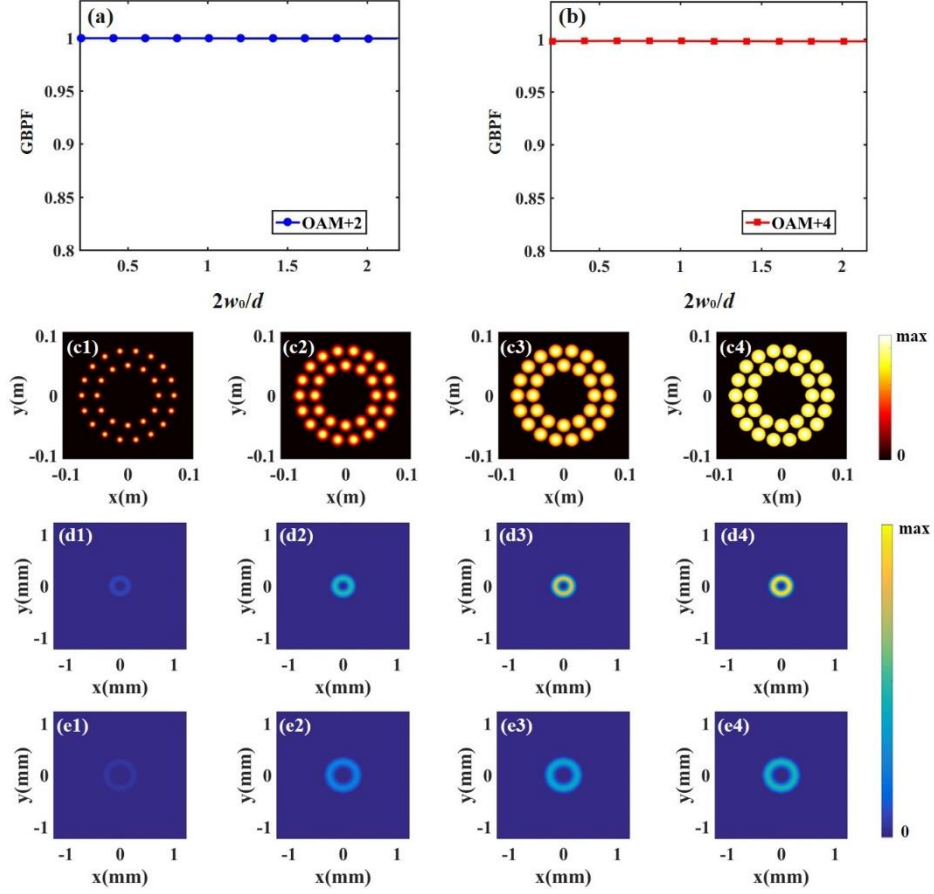 (a)
1
0.95
0.9
0.85
0.8
GBPF
OAM+2
0.5 1 1.5 2
2w₀/d
(b)
1
0.95
0.9
0.85
0.8
GBPF
OAM+4
0.5 1 1.5 2
2w₀/d
(c1) (c2) (c3) (c4)
0.1 0.1 0.1 0.1
y(m) y(m) y(m) y(m)
0 0 0 0
-0.1 -0.1 -0.1 -0.1
-0.1 0 0.1 -0.1 0 0.1 -0.1 0 0.1 -0.1 0 0.1
x(m) x(m) x(m) x(m)
max
0
(d1) (d2) (d3) (d4)
1 1 1 1
y(mm) y(mm) y(mm) y(mm)
0 0 0 0
-1 -1 -1 -1
-1 0 1 -1 0 1 -1 0 1 -1 0 1
x(mm) x(mm) x(mm) x(mm)
(e1) (e2) (e3) (e4)
1 1 1 1
y(mm) y(mm) y(mm) y(mm)
0 0 0 0
-1 -1 -1 -1
-1 0 1 -1 0 1 -1 0 1 -1 0 1
x(mm) x(mm) x(mm) x(mm)
max
0